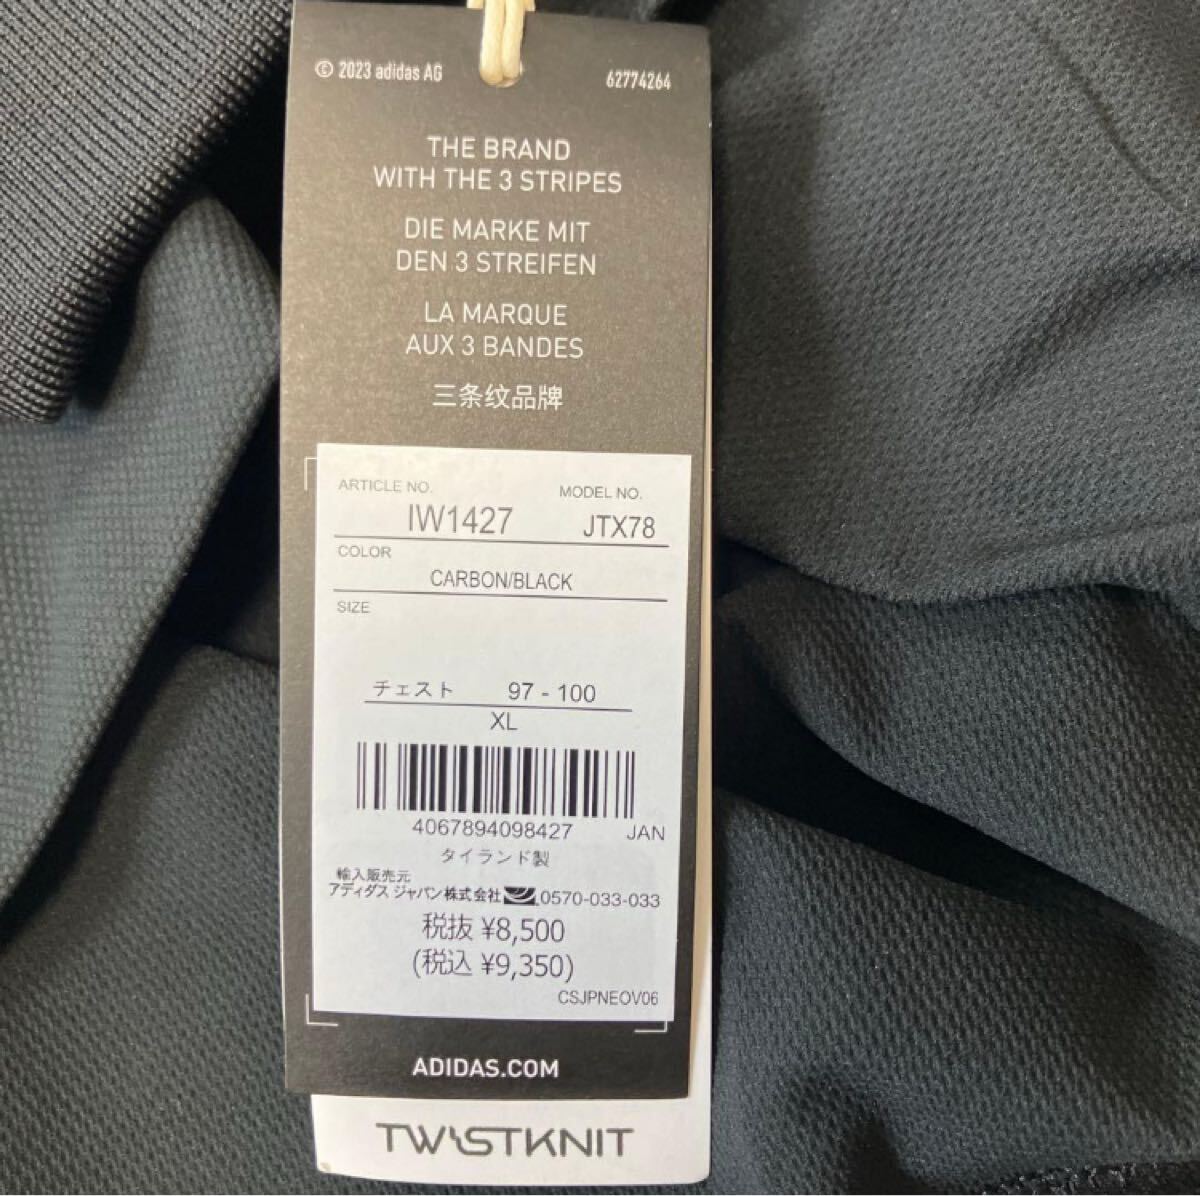 © 2023 adidas AG 62774264
THE BRAND
WITH THE 3 STRIPES
DIE MARKE MIT
DEN 3 STREIFEN
LA MARQUE
AUX 3 BANDES
三条纹品牌
ARTICLE NO. MODEL NO.
IW1427 JTX78
COLOR
CARBON/BLACK
SIZE
チェスト 97 - 100
XL
4067894098427 JAN
タイランド製
輸入販売元
アディダス ジャパン株式会社 0570-033-033
税抜 ¥8,500
(税込 ¥9,350)
CSJPNEOV06
ADIDAS.COM
TWISTKNIT